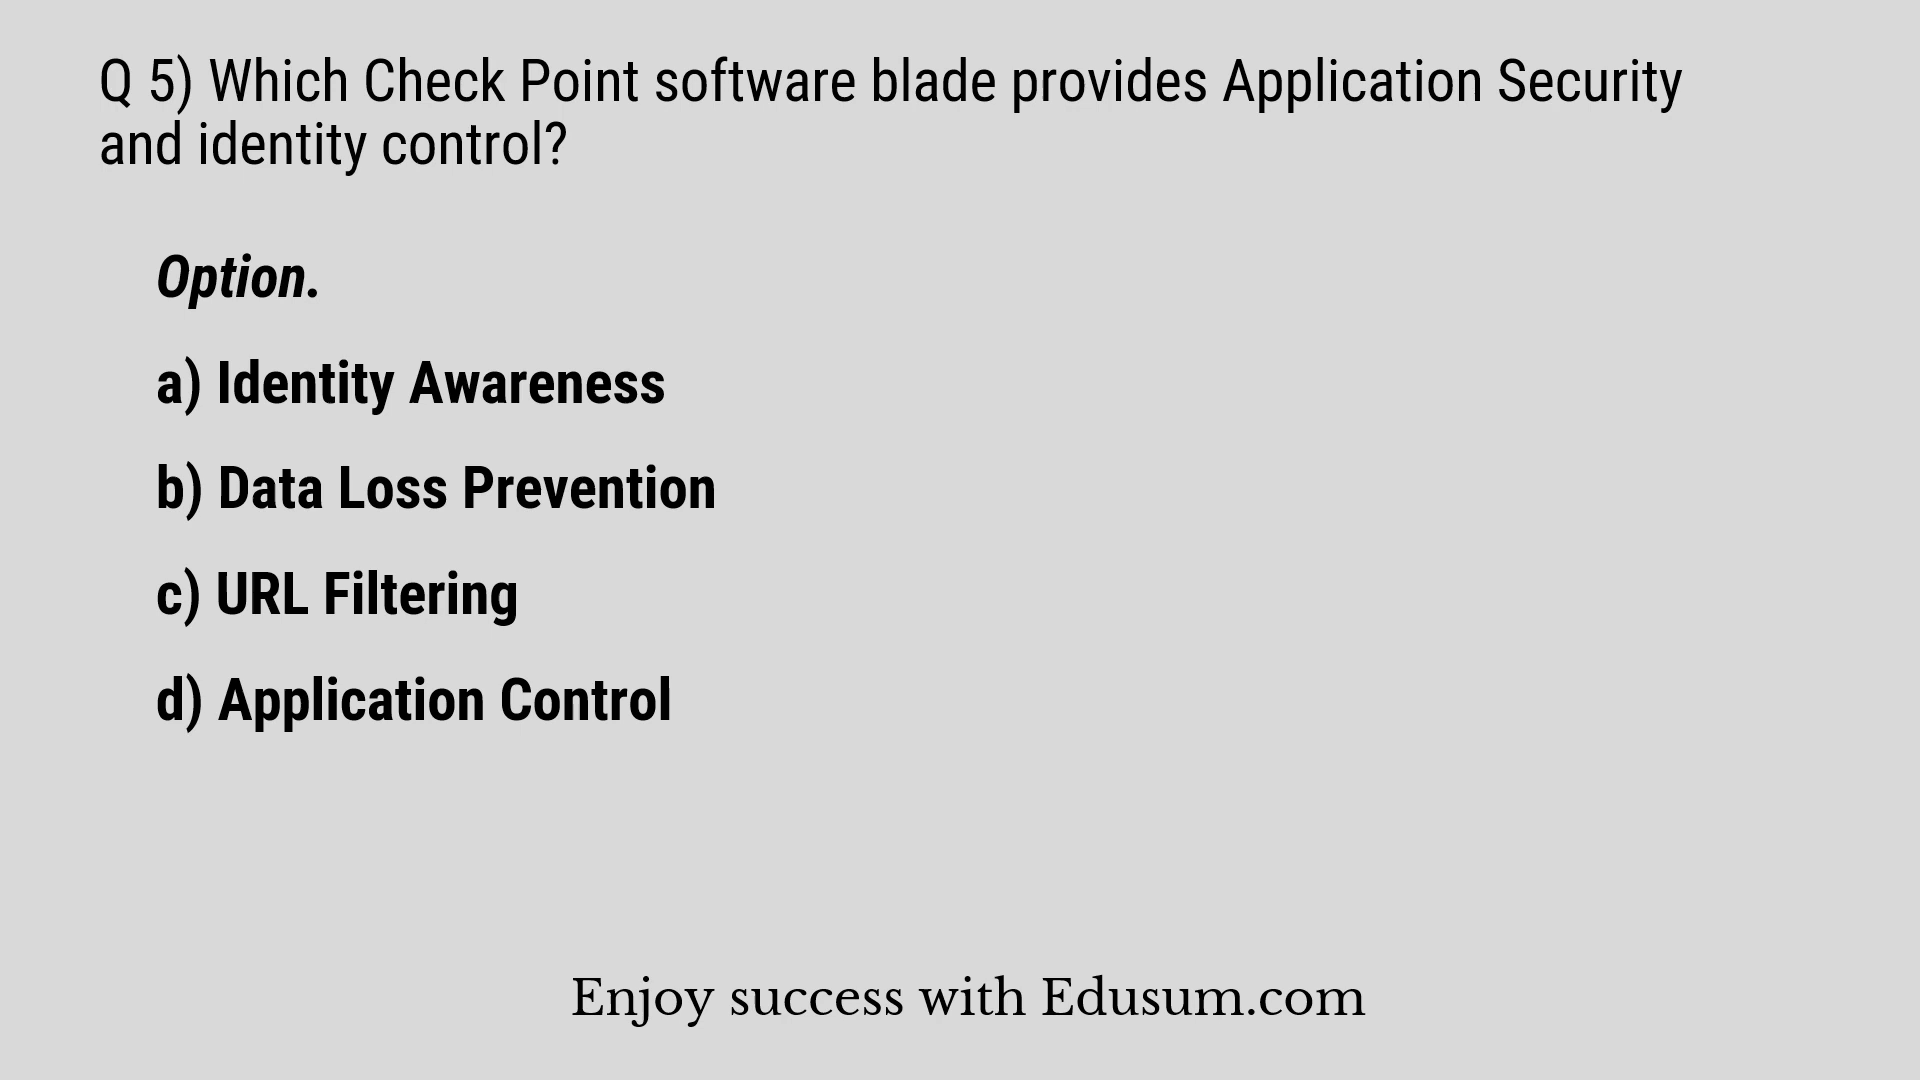 Q 5) Which Check Point software blade provides Application Security
and identity control?
Option.
a) Identity Awareness
b) Data Loss Prevention
c) URL Filtering
d) Application Control
Enjoy success with Edusum.com